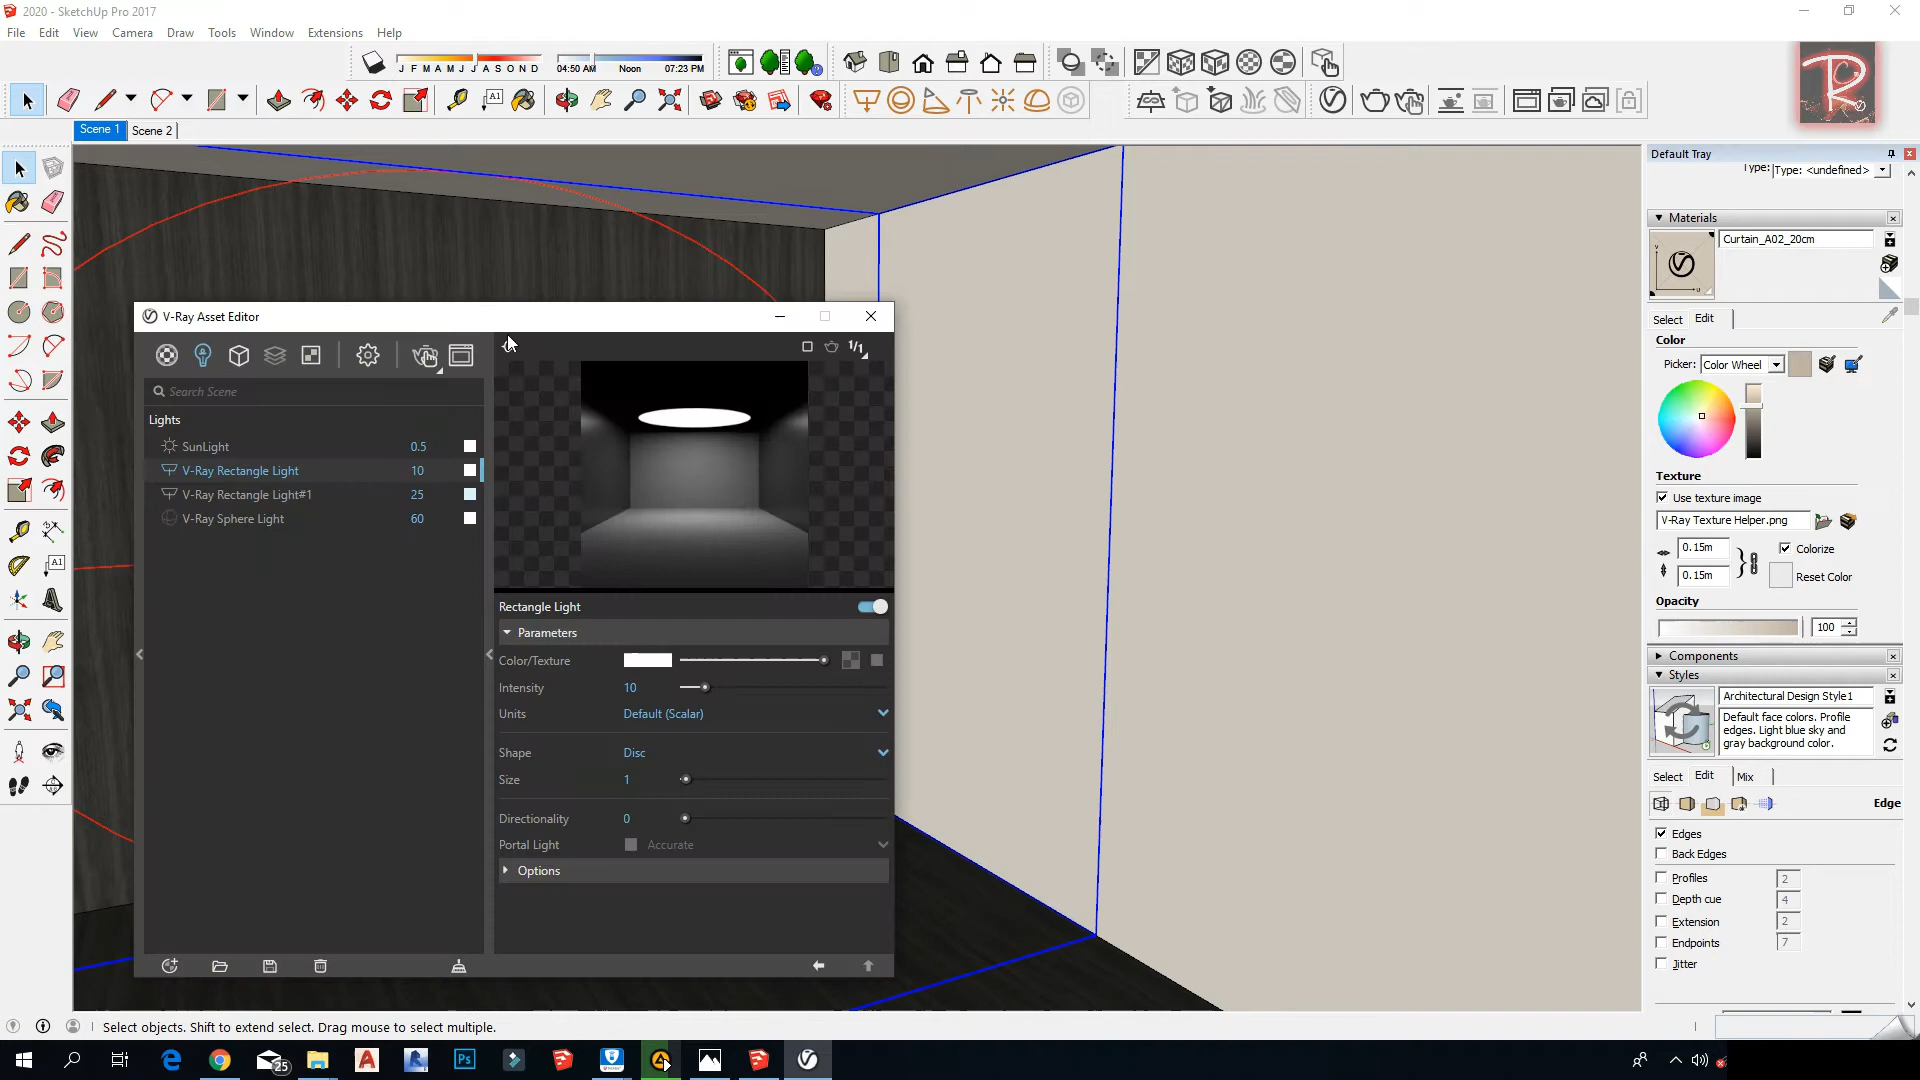 2020 - SketchUp Pro 2017
File Edit View Camera Draw Tools Window Extensions Help
J F M A M J J A S O N D
04:50 AM Noon 07:23 PM
A1
Scene 1 Scene 2
Default Tray
Type: Type: <undefined>
Materials
Curtain_A02_20cm
Select Edit
Color
Picker: Color Wheel
Texture
Use texture image
V-Ray Texture Helper.png
0.15m
Colorize
0.15m
Reset Color
Opacity
100
Components
Styles
Architectural Design Style1
Default face colors. Profile
edges. Light blue sky and
gray background color.
Select Edit Mix
Edge
Edges
Back Edges
Profiles 2
Depth cue 4
Extension 2
Endpoints 7
Jitter
A1
V-Ray Asset Editor
1/1
Search Scene
Lights
SunLight 0.5
V-Ray Rectangle Light 10
V-Ray Rectangle Light#1 25
V-Ray Sphere Light 60
Rectangle Light
Parameters
Color/Texture
Intensity 10
Units Default (Scalar)
Shape Disc
Size 1
Directionality 0
Portal Light Accurate
Options
Select objects. Shift to extend select. Drag mouse to select multiple.
25
Ps